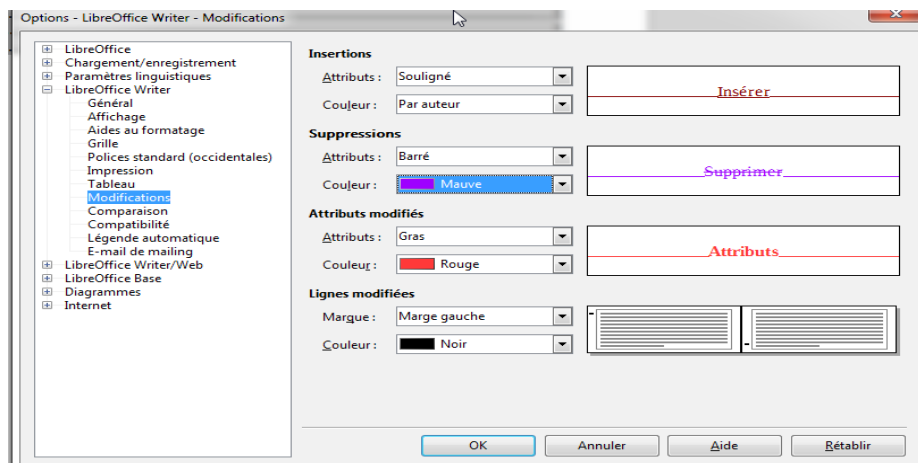 Options - LibreOffice Writer - Modifications
LibreOffice
Chargement/enregistrement
Paramètres linguistiques
LibreOffice Writer
Général
Affichage
Aides au formatage
Grille
Polices standard (occidentales)
Impression
Tableau
Modifications
Comparaison
Compatibilité
Légende automatique
E-mail de mailing
LibreOffice Writer/Web
LibreOffice Base
Diagrammes
Internet
Insertions
Attributs : Souligné
Couleur : Par auteur
Insérer
Suppressions
Attributs : Barré
Couleur : Mauve
Supprimer
Attributs modifiés
Attributs : Gras
Couleur : Rouge
Attributs
Lignes modifiées
Marque : Marge gauche
Couleur : Noir
OK Annuler Aide Rétablir